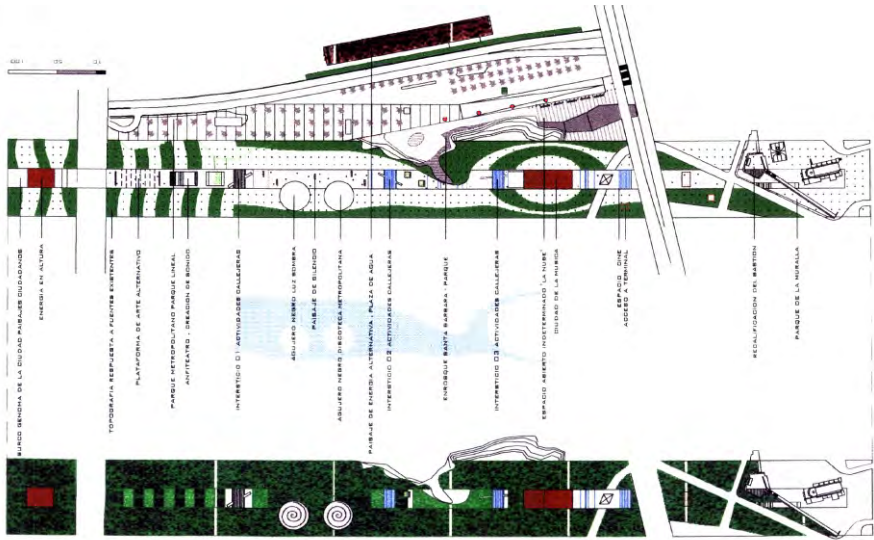 SURCO GENOMA DE LA CIUDAD PAISAJES CIUDADANOS
ENERGIA EN ALTURA
TOPOGRAFIA RESPUESTA A FUENTES EXISTENTES
PLATAFORMA DE ARTE ALTERNATIVO
PARQUE METROPOLITANO PARQUE LINEAL
ANFITEATRO - CREACION DE SONIDO
INTERSTICIO 01 ACTIVIDADES CALLEJERAS
AGUJERO NEGRO LUZ SOMBRA
PAISAJE DE SILENCIO
AGUJERO NEGRO DISCOTECA METROPOLITANA
PAISAJE DE ENERGIA ALTERNATIVA - PLAZA DE AGUA
INTERSTICIO 02 ACTIVIDADES CALLEJERAS
ENROSQUE SANTA BARBARA - PARQUE
INTERSTICIO 03 ACTIVIDADES CALLEJERAS
ESPACIO ABIERTO INDETERMINADO "LA NUBE"
CIUDAD DE LA MUSICA
ESPACIO - CINE
ACCESO A TERMINAL
RECALIFICACION DEL BASTION
PARQUE DE LA MURALLA